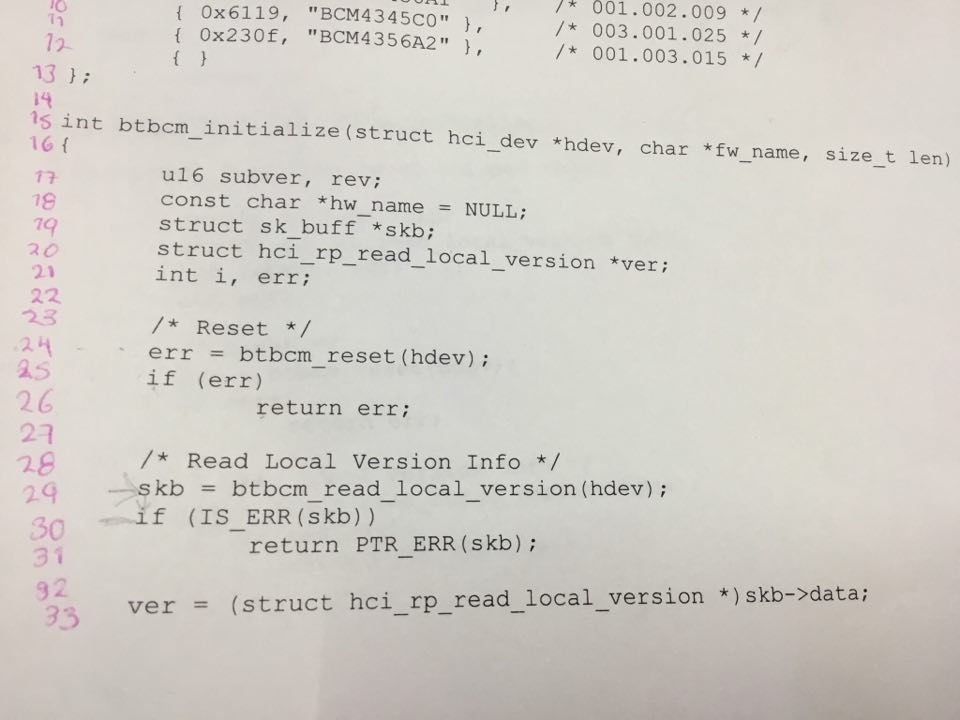 10
11 { 0x6119, "BCM4345C0" }, /* 001.002.009 */
12 { 0x230f, "BCM4356A2" }, /* 003.001.025 */
{ } /* 001.003.015 */
13 };
14
15 int btbcm_initialize(struct hci_dev *hdev, char *fw_name, size_t len)
16 {
17 u16 subver, rev;
18 const char *hw_name = NULL;
19 struct sk_buff *skb;
20 struct hci_rp_read_local_version *ver;
21 int i, err;
22
23 /* Reset */
24 err = btbcm_reset(hdev);
25 if (err)
26 return err;
27
28 /* Read Local Version Info */
29 skb = btbcm_read_local_version(hdev);
30 if (IS_ERR(skb))
31 return PTR_ERR(skb);
32
33 ver = (struct hci_rp_read_local_version *)skb->data;